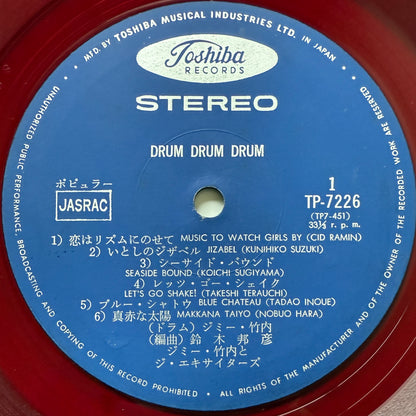 MFD. BY TOSHIBA MUSICAL INDUSTRIES LTD. IN JAPAN
Toshiba
RECORDS
STEREO
DRUM DRUM DRUM
ポピュラー
JASRAC
1
TP-7226
(TP7-451)
33⅓ r. p. m.
1) 恋はリズムにのせて MUSIC TO WATCH GIRLS BY (CID RAMIN)
2) いとしのジザベル JIZABEL (KUNIHIKO SUZUKI)
3) シーサイド・バウンド
SEASIDE BOUND (KOICHI SUGIYAMA)
4) レッツ・ゴー・シェイク
LET'S GO SHAKE! (TAKESHI TERAUCHI)
5) ブルー・シャトウ BLUE CHATEAU (TADAO INOUE)
6) 真赤な太陽 MAKKANA TAIYO (NOBUO HARA)
(ドラム) ジミー・竹内
(編曲) 鈴木邦彦
ジミー・竹内と
ジ・エキサイターズ
ALL RIGHTS OF THE MANUFACTURER AND OF THE OWNER OF THE RECORDED WORK ARE RESERVED
UNAUTHORIZED PUBLIC PERFORMANCE, BROADCASTING AND COPYING OF THIS RECORD PROHIBITED